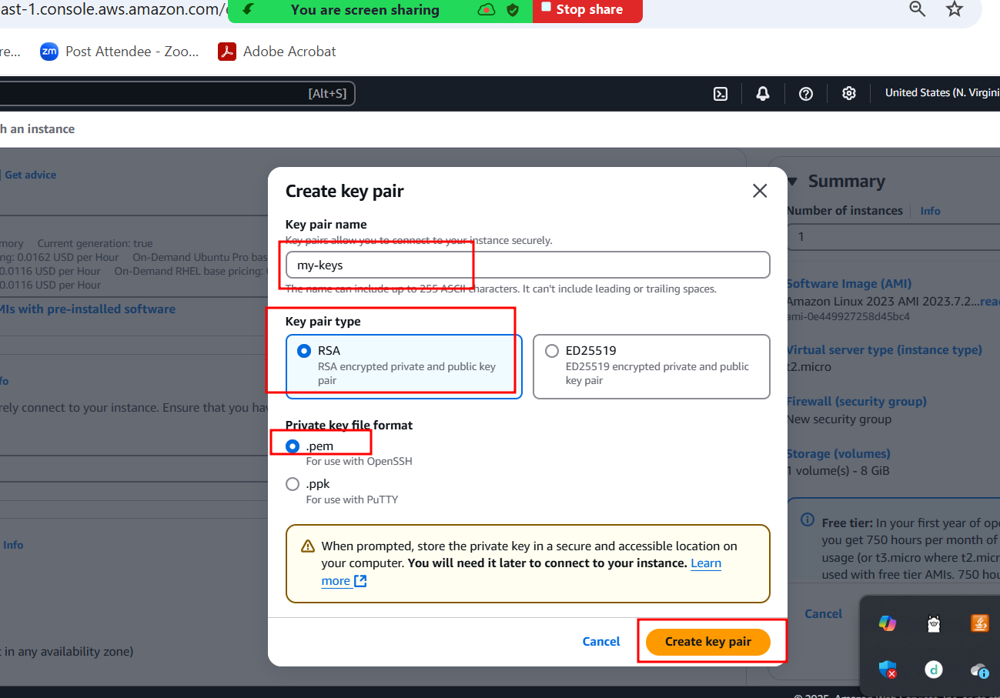 ast-1.console.aws.amazon.com/
You are screen sharing
Stop share
re...
zm
Post Attendee - Zoo...
Adobe Acrobat
[Alt+S]
United States (N. Virgini
h an instance
Get advice
Create key pair
Summary
Key pair name
Number of instances
Info
Key pairs allow you to connect to your instance securely.
mory Current generation: true
1
ng: 0.0162 USD per Hour On-Demand Ubuntu Pro bas
my-keys
0.0116 USD per Hour On-Demand RHEL base pricing:
0.0116 USD per Hour
The name can include up to 255 ASCII characters. It can't include leading or trailing spaces.
Software Image (AMI)
Amazon Linux 2023 AMI 2023.7.2...rea
MIs with pre-installed software
ami-0e449927258d45bc4
Key pair type
RSA
RSA encrypted private and public key
pair
ED25519
ED25519 encrypted private and public
key pair
Virtual server type (instance type)
t2.micro
fo
Firewall (security group)
rely connect to your instance. Ensure that you hav
New security group
Private key file format
.pem
For use with OpenSSH
Storage (volumes)
1 volume(s) - 8 GiB
.ppk
For use with PuTTY
Free tier: In your first year of ope
you get 750 hours per month of
usage (or t3.micro where t2.micr
used with free tier AMIs, 750 hou
Info
When prompted, store the private key in a secure and accessible location on
your computer. You will need it later to connect to your instance. Learn
more
Cancel
Cancel
Create key pair
t in any availability zone)
d